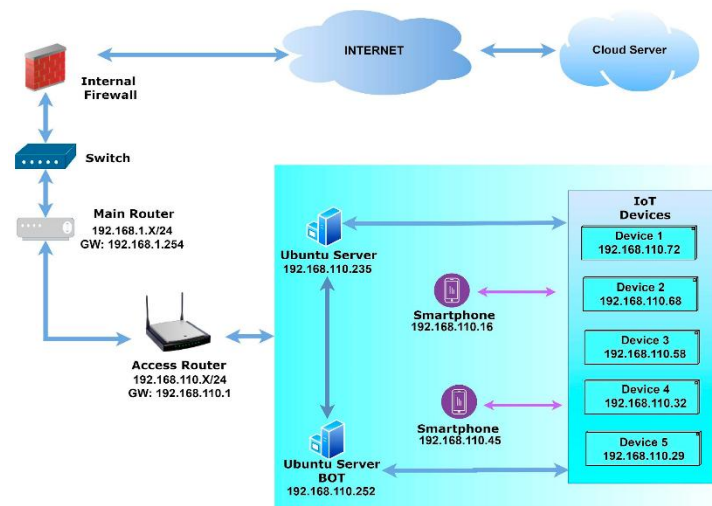 INTERNET
Cloud Server
Internal
Firewall
Switch
Main Router
192.168.1.X/24
GW: 192.168.1.254
Access Router
192.168.110.X/24
GW: 192.168.110.1
Ubuntu Server
192.168.110.235
Smartphone
192.168.110.16
Smartphone
192.168.110.45
Ubuntu Server
BOT
192.168.110.252
IoT
Devices
Device 1
192.168.110.72
Device 2
192.168.110.68
Device 3
192.168.110.58
Device 4
192.168.110.32
Device 5
192.168.110.29